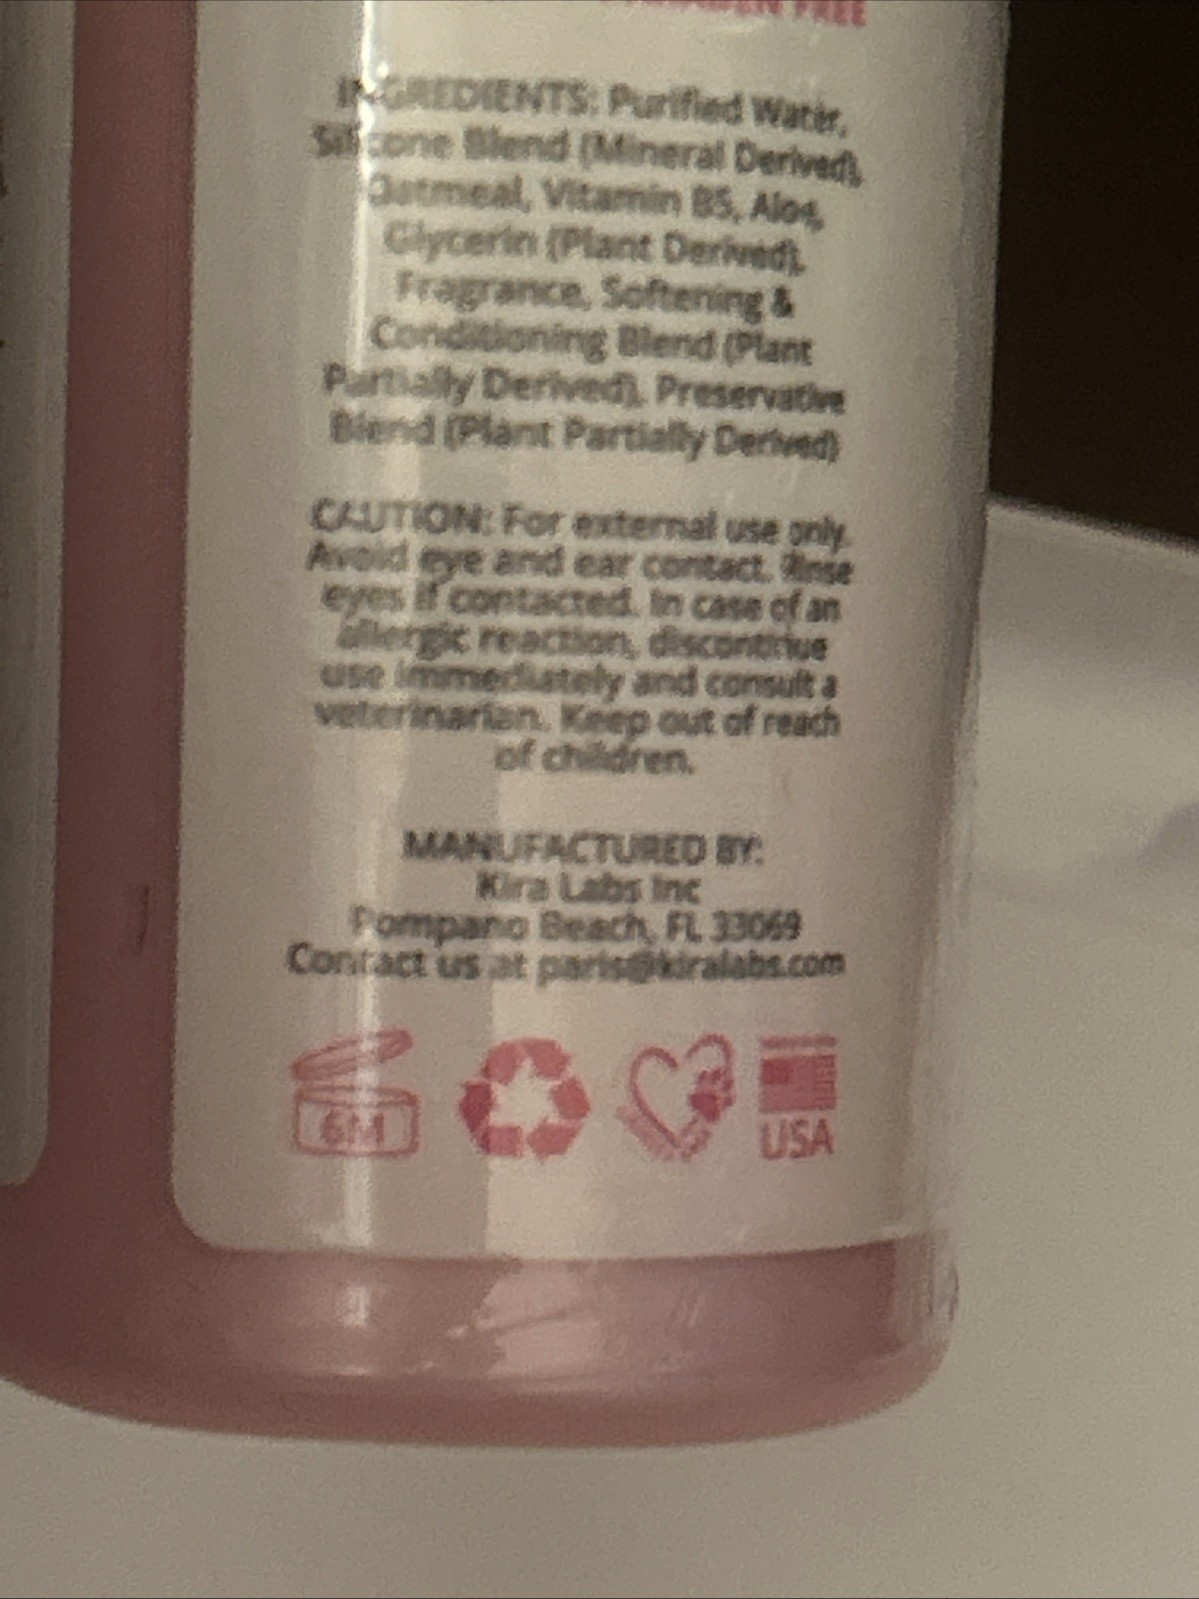 FREE
INGREDIENTS: Purified Water,
Silicone Blend (Mineral Derived),
Oatmeal, Vitamin B5, Aloe,
Glycerin (Plant Derived),
Fragrance, Softening &
Conditioning Blend (Plant
Partially Derived), Preservative
Blend (Plant Partially Derived)
CAUTION: For external use only.
Avoid eye and ear contact. Rinse
eyes if contacted. In case of an
allergic reaction, discontinue
use immediately and consult a
veterinarian. Keep out of reach
of children.
MANUFACTURED BY:
Kira Labs Inc
Pompano Beach, FL 33069
Contact us at paris@kiralabs.com
6M
USA